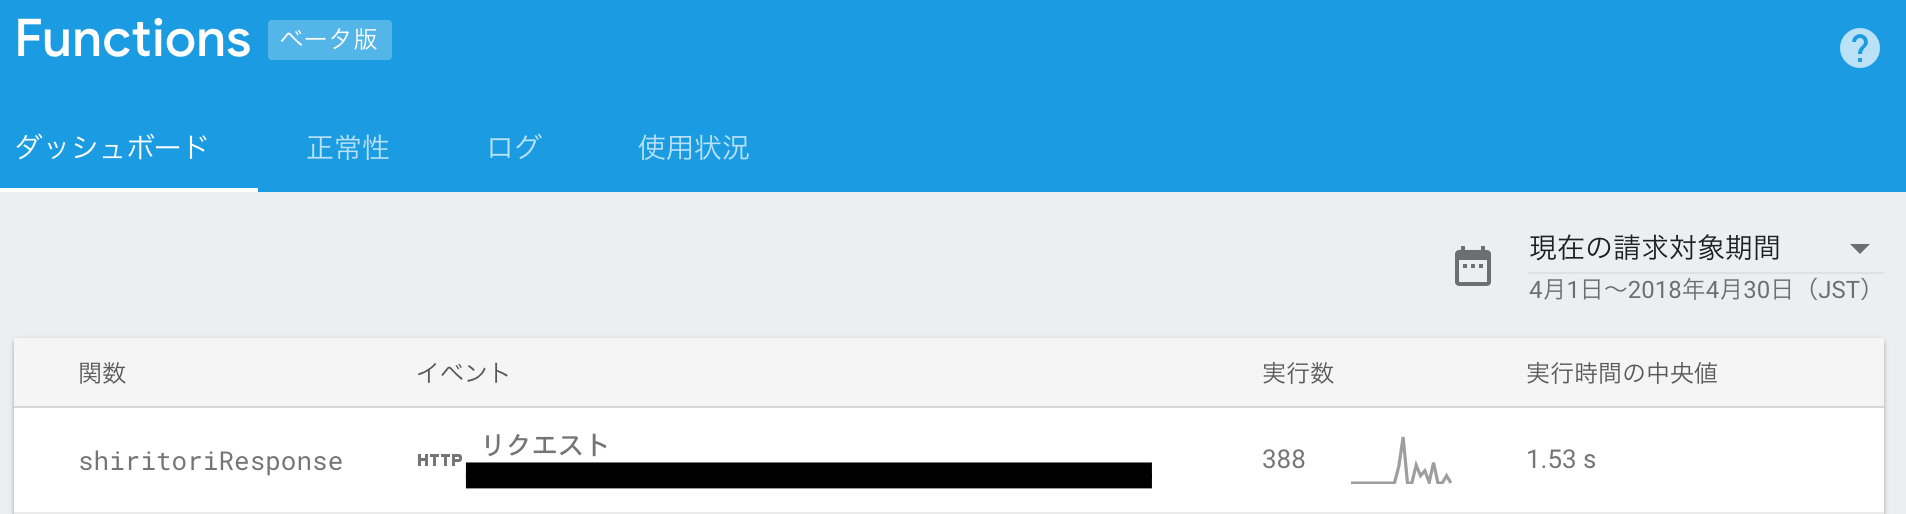 Functions ベータ版
?
ダッシュボード 正常性 ログ 使用状況
現在の請求対象期間
4月1日～2018年4月30日（JST）
関数 イベント 実行数 実行時間の中央値
shiritoriResponse HTTP リクエスト 388 1.53 s